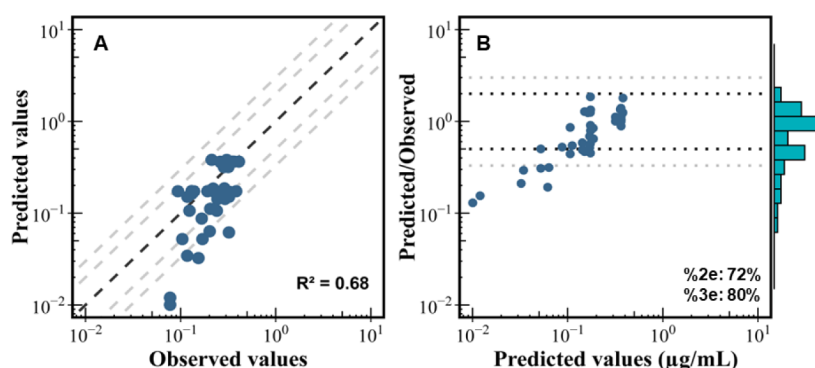 A
Predicted values
10¹
10⁰
10⁻¹
10⁻²
R² = 0.68
10⁻²
10⁻¹
10⁰
10¹
Observed values
B
Predicted/Observed
10¹
10⁰
10⁻¹
10⁻²
%2e: 72%
%3e: 80%
10⁻²
10⁻¹
10⁰
10¹
Predicted values (µg/mL)